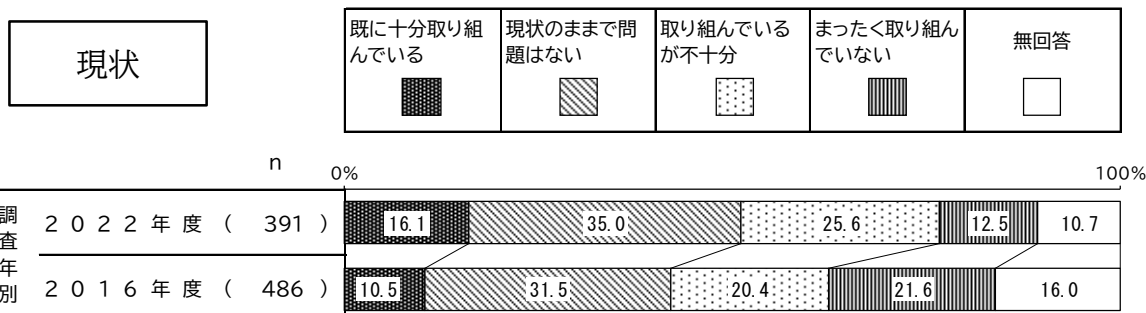 現状
既に十分取り組
んでいる
現状のままで問
題はない
取り組んでいる
が不十分
まったく取り組ん
でいない
無回答
n
0%
100%
調査年別
2022年度( 391 )
16.1
35.0
25.6
12.5
10.7
2016年度( 486 )
10.5
31.5
20.4
21.6
16.0